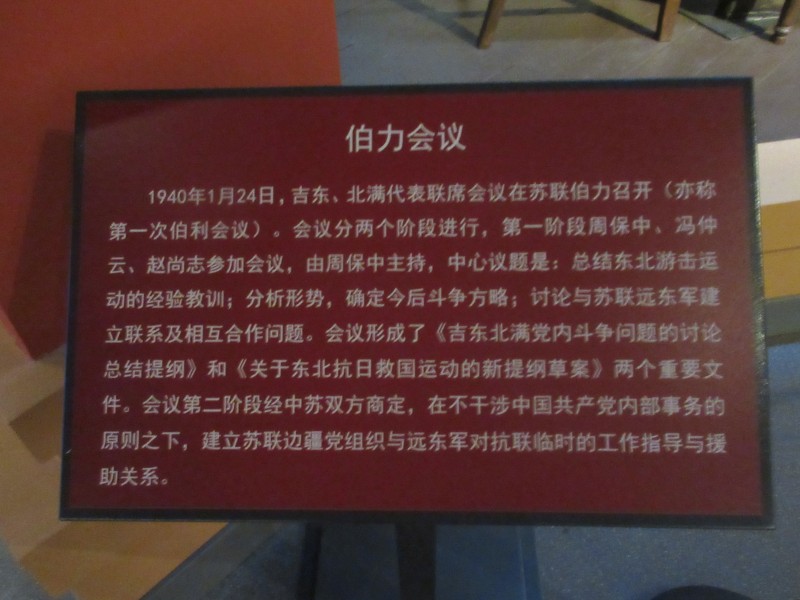 伯力会议
1940年1月24日，吉东、北满代表联席会议在苏联伯力召开（亦称
第一次伯利会议）。会议分两个阶段进行，第一阶段周保中、冯仲
云、赵尚志参加会议，由周保中主持，中心议题是：总结东北游击运
动的经验教训；分析形势，确定今后斗争方略；讨论与苏联远东军建
立联系及相互合作问题。会议形成了《吉东北满党内斗争问题的讨论
总结提纲》和《关于东北抗日救国运动的新提纲草案》两个重要文
件。会议第二阶段经中苏双方商定，在不干涉中国共产党内部事务的
原则之下，建立苏联边疆党组织与远东军对抗联临时的工作指导与援
助关系。